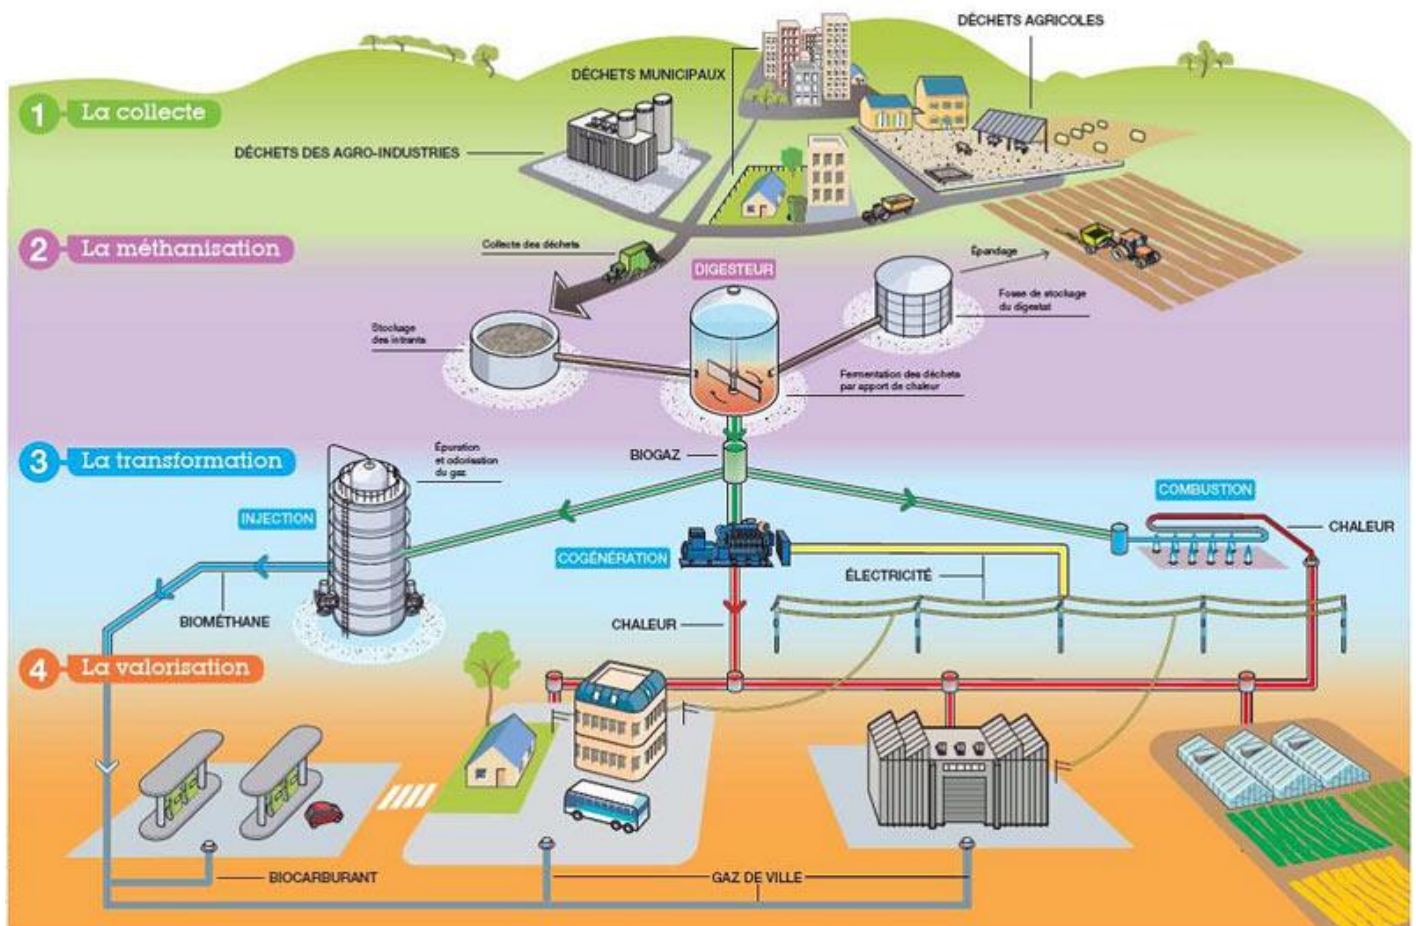 DÉCHETS AGRICOLES
DÉCHETS MUNICIPAUX
1 La collecte
DÉCHETS DES AGRO-INDUSTRIES
2 La méthanisation
Collecte des déchets
DIGESTEUR
Épandage
Fosse de stockage
du digestat
Stockage
des intrants
Fermentation des déchets
par apport de chaleur
3 La transformation
Épuration
et odorisation
du gaz
BIOGAZ
COMBUSTION
INJECTION
CHALEUR
COGÉNÉRATION
ÉLECTRICITÉ
BIOMÉTHANE
CHALEUR
4 La valorisation
BIOCARBURANT
GAZ DE VILLE